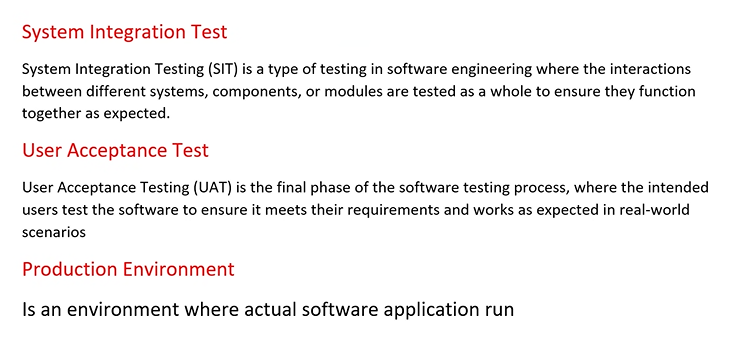 System Integration Test
System Integration Testing (SIT) is a type of testing in software engineering where the interactions
between different systems, components, or modules are tested as a whole to ensure they function
together as expected.
User Acceptance Test
User Acceptance Testing (UAT) is the final phase of the software testing process, where the intended
users test the software to ensure it meets their requirements and works as expected in real-world
scenarios
Production Environment
Is an environment where actual software application run